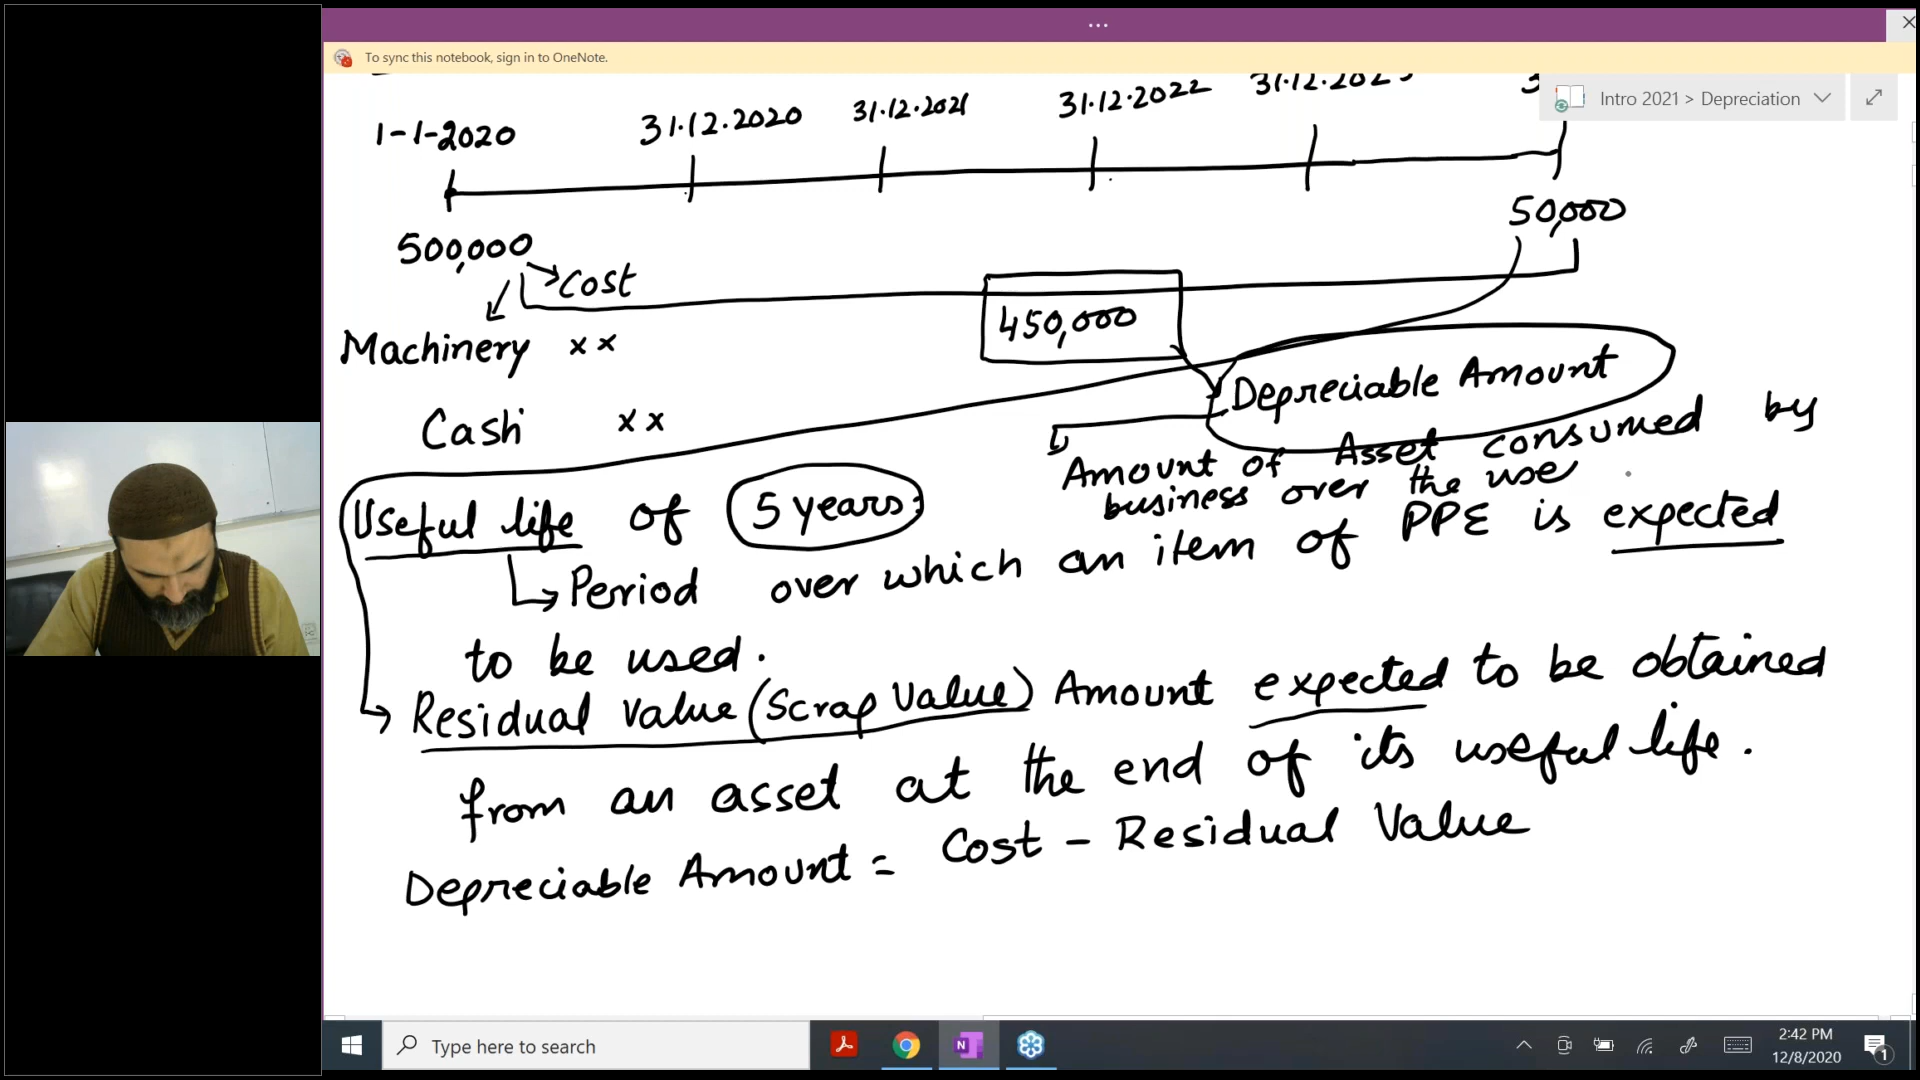 ...
To sync this notebook, sign in to OneNote.
Intro 2021 > Depreciation
1-1-2020 31.12.2020 31.12.2021 31.12.2022
500,000 50,000
Cost
450,000
Machinery xx
Depreciable Amount
Cash xx
Amount of Asset consumed by
business over the use
Useful life of 5 years:
Period over which an item of PPE is expected
to be used.
Residual Value (Scrap Value) Amount expected to be obtained
from an asset at the end of its useful life.
Depreciable Amount = Cost - Residual Value
Type here to search
2:42 PM
12/8/2020
1